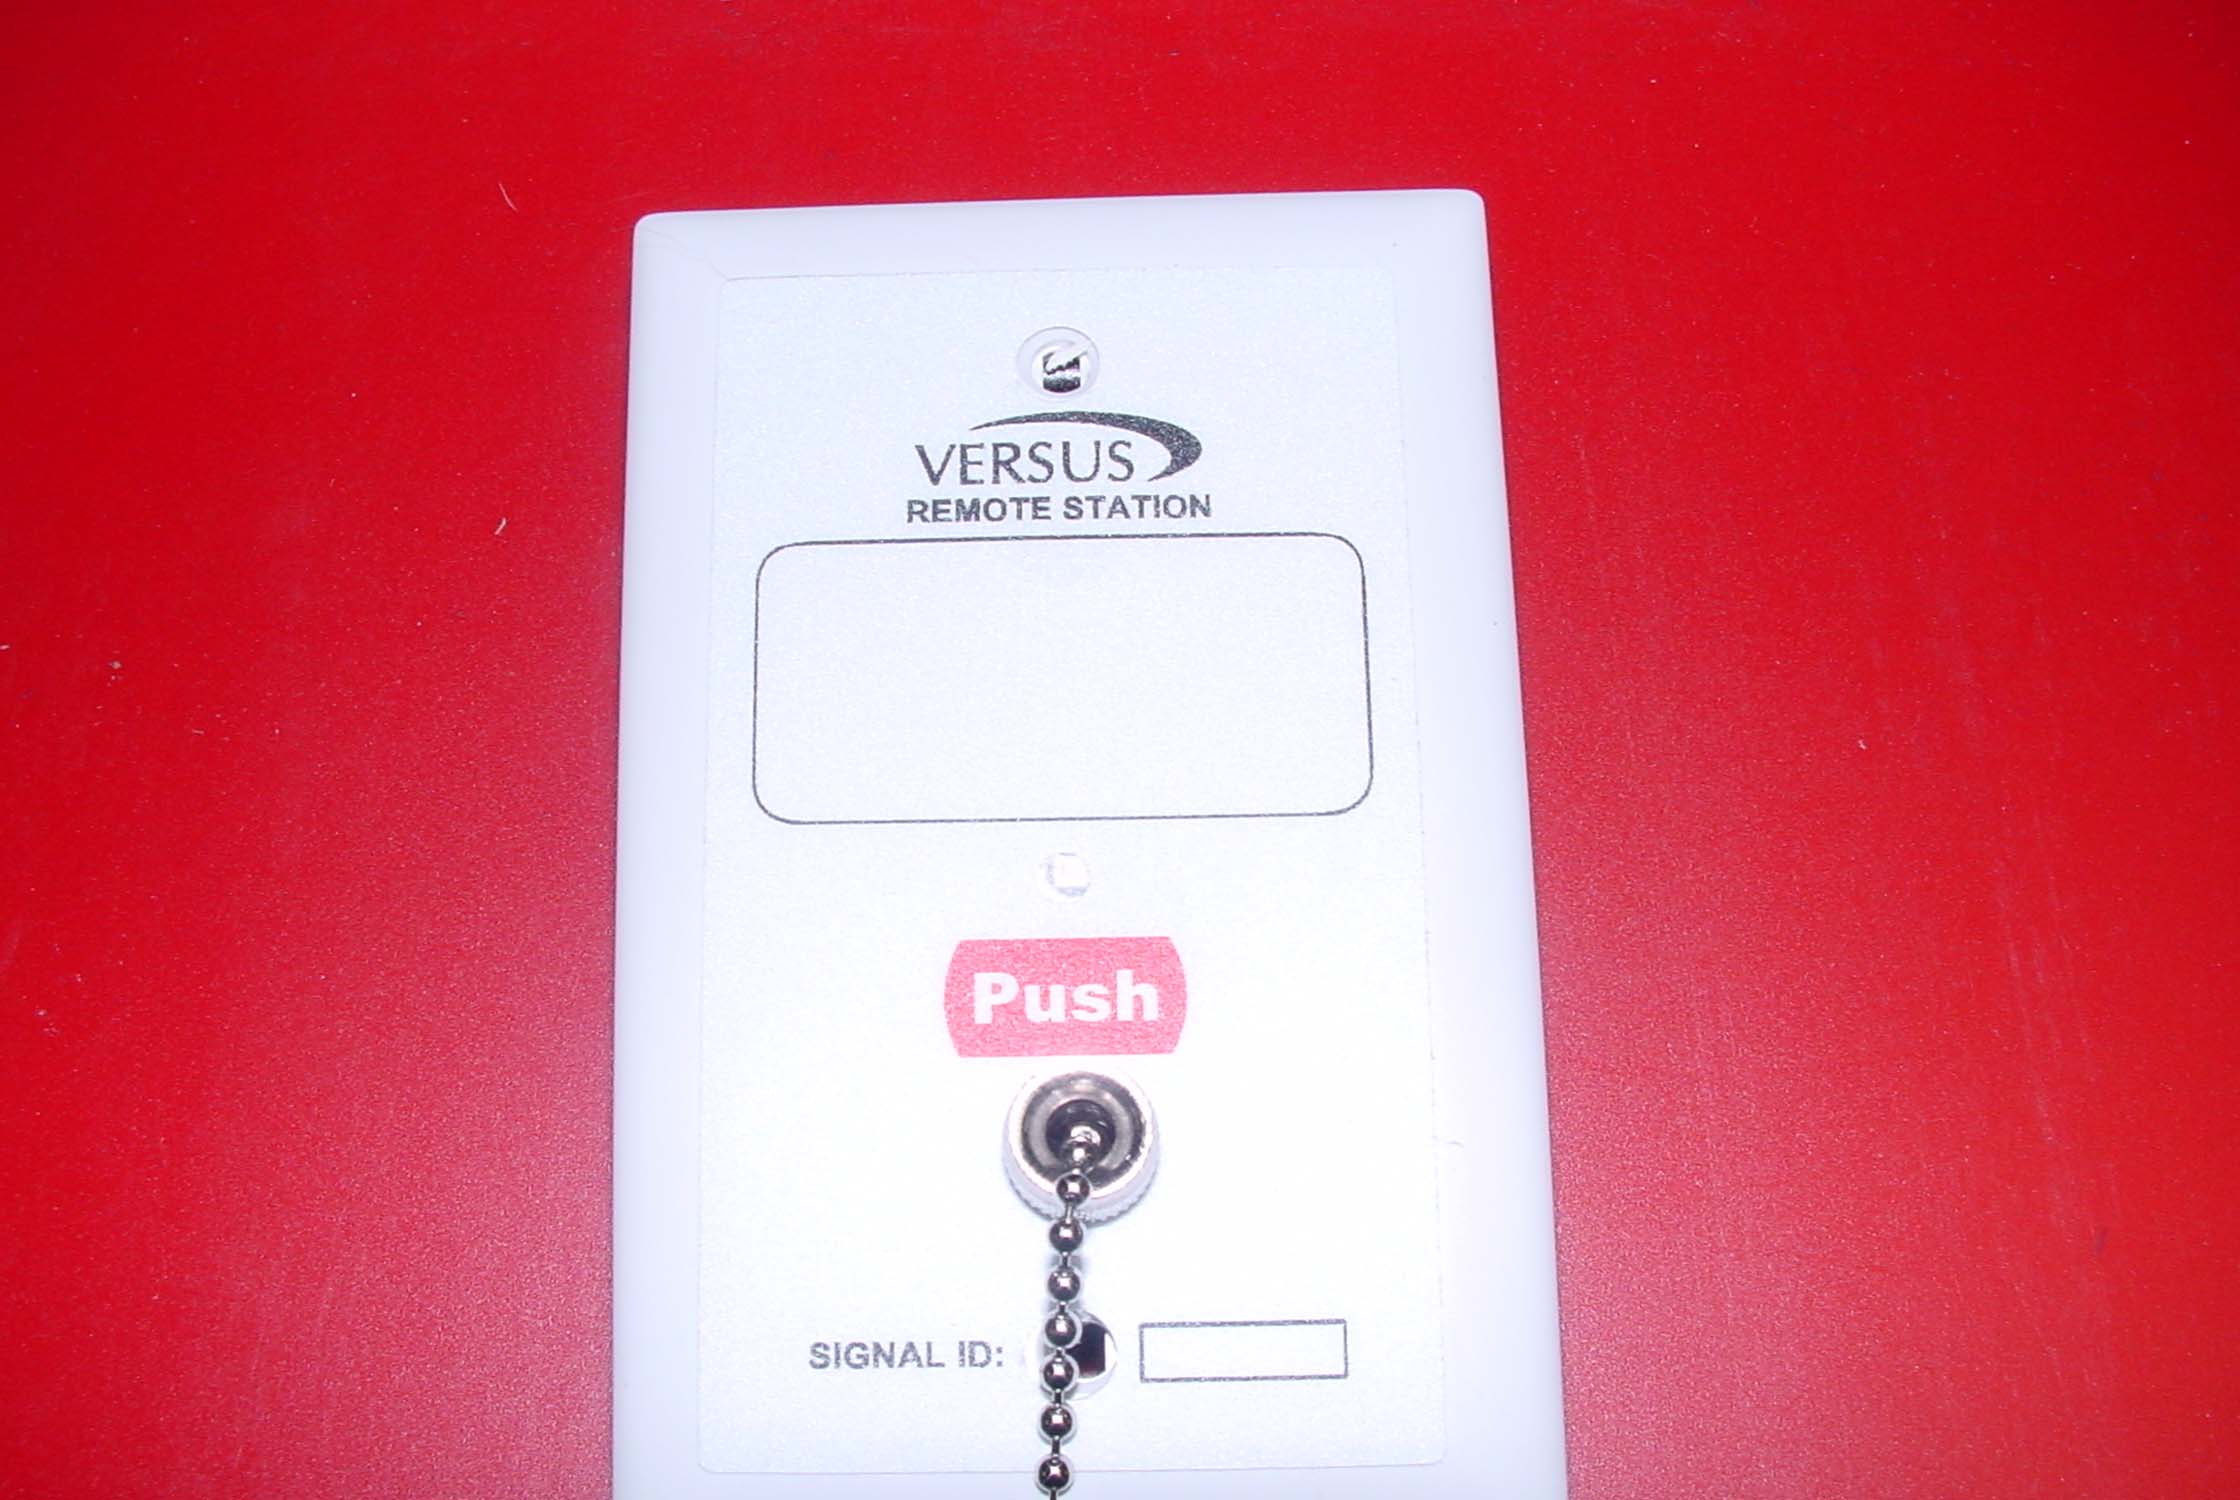 VERSUS
REMOTE STATION
Push
SIGNAL ID: